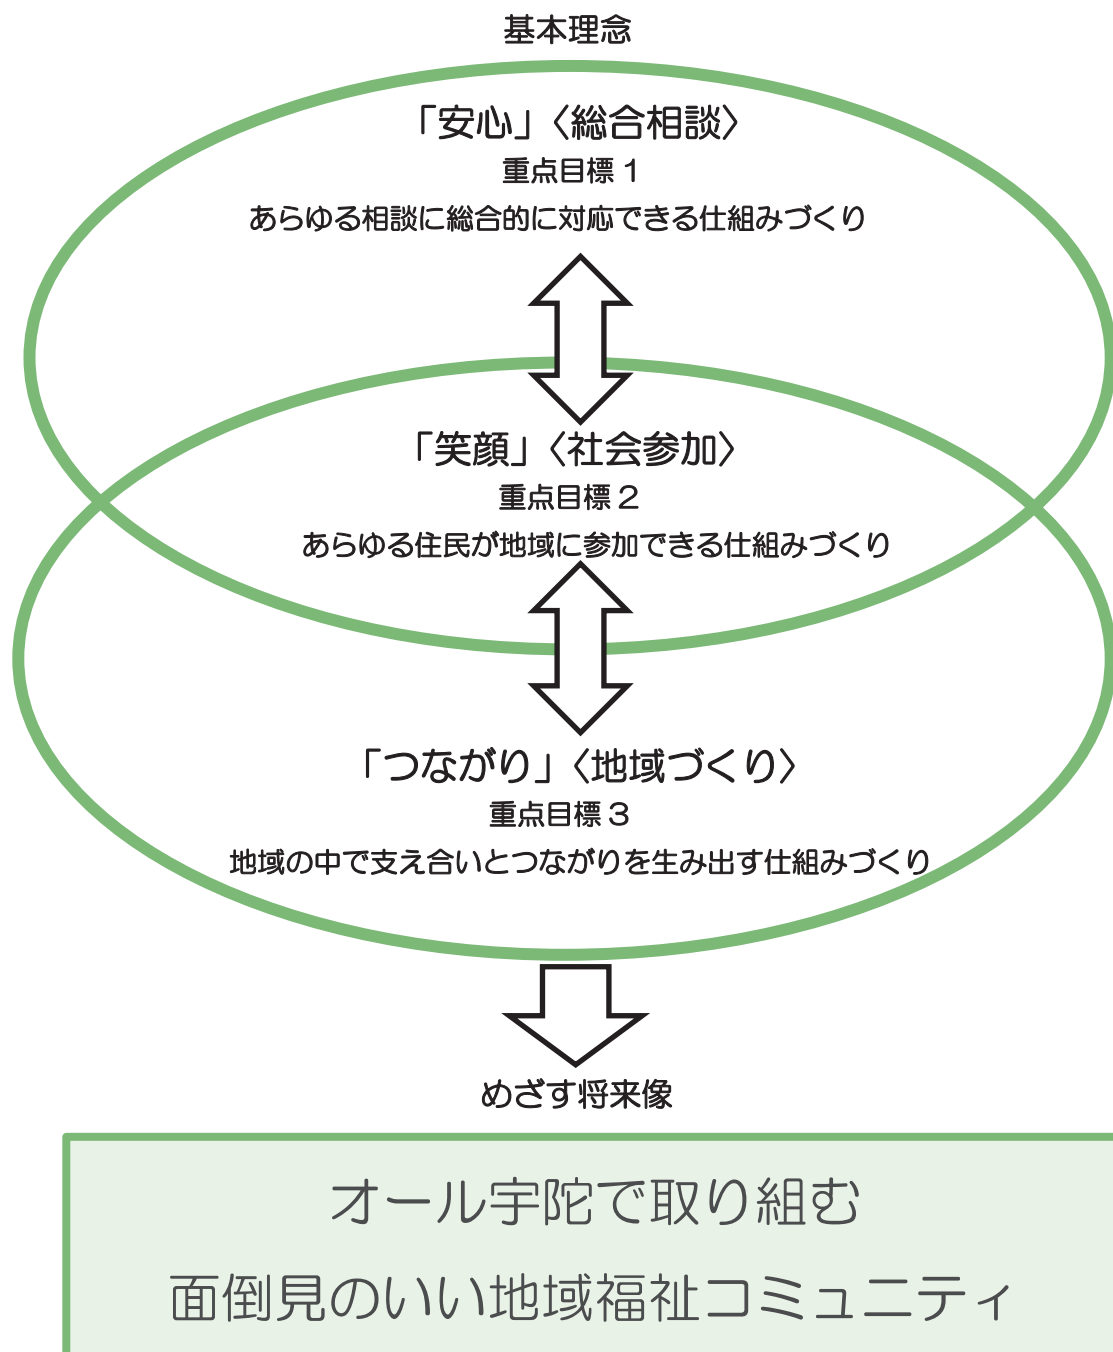 基本理念
「安心」〈総合相談〉
重点目標 1
あらゆる相談に総合的に対応できる仕組みづくり
「笑顔」〈社会参加〉
重点目標 2
あらゆる住民が地域に参加できる仕組みづくり
「つながり」〈地域づくり〉
重点目標 3
地域の中で支え合いとつながりを生み出す仕組みづくり
めざす将来像
オール宇陀で取り組む
面倒見のいい地域福祉コミュニティ